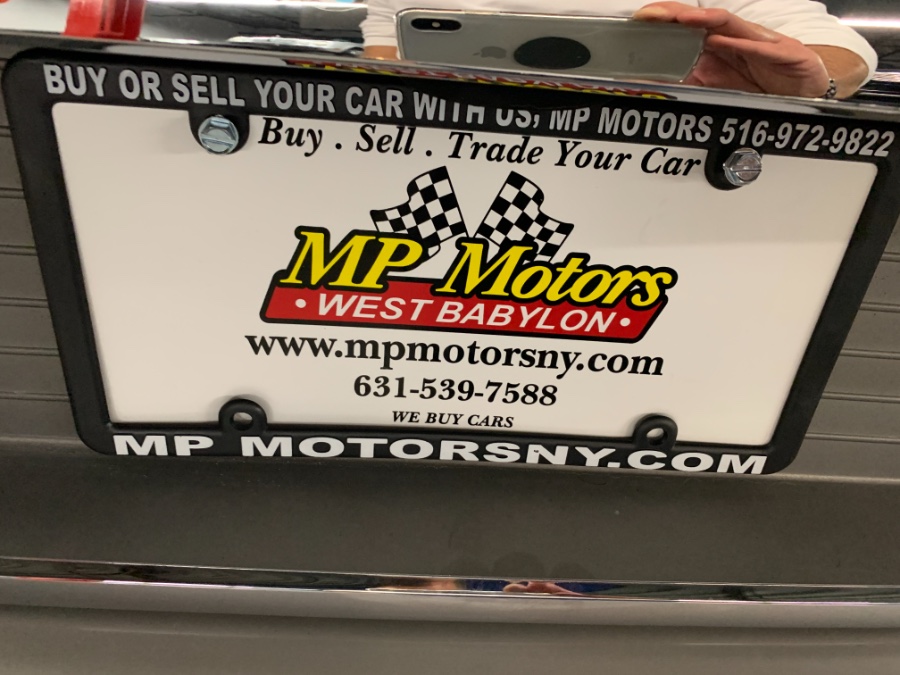 BUY OR SELL YOUR CAR WITH US, MP MOTORS 516-972-9822
Buy . Sell . Trade Your Car
MP Motors
• WEST BABYLON •
www.mpmotorsny.com
631-539-7588
WE BUY CARS
MP MOTORSNY.COM